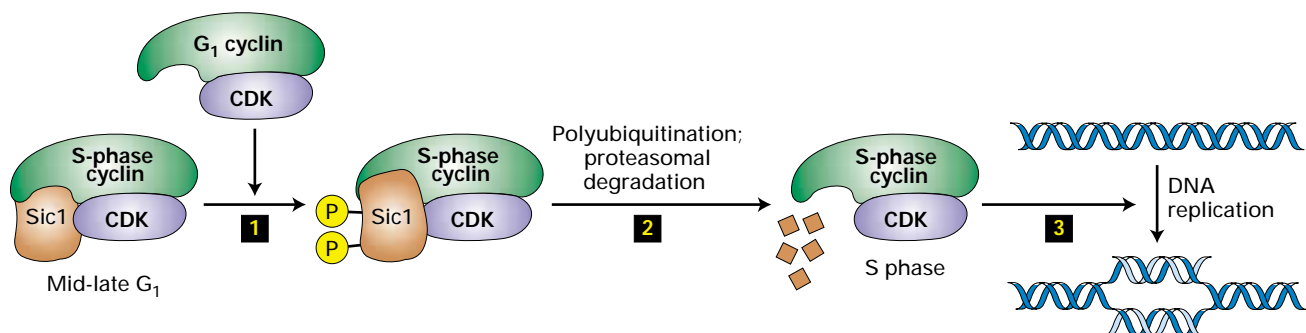 G1 cyclin
CDK
S-phase
cyclin
Sic1
CDK
Mid-late G1
1
P
P
S-phase
cyclin
Sic1
CDK
Polyubiquitination;
proteasomal
degradation
2
S-phase
cyclin
CDK
S phase
3
DNA
replication